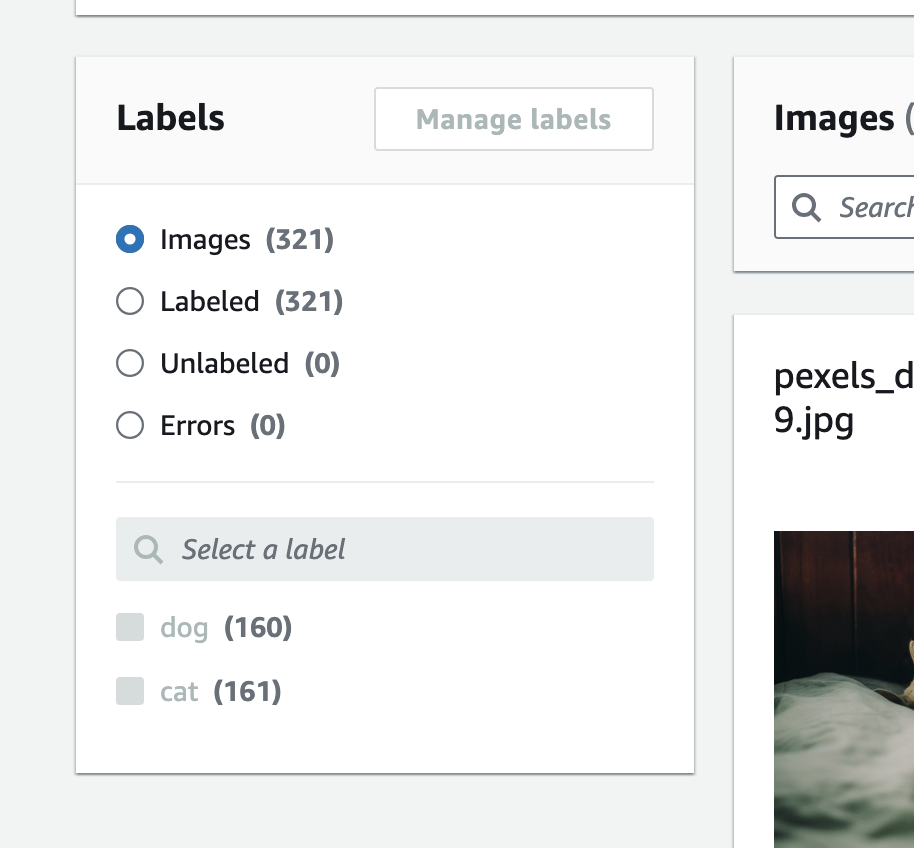 Labels
Manage labels
Images (321)
Labeled (321)
Unlabeled (0)
Errors (0)
Select a label
dog (160)
cat (161)
Images (
Search
pexels_d
9.jpg